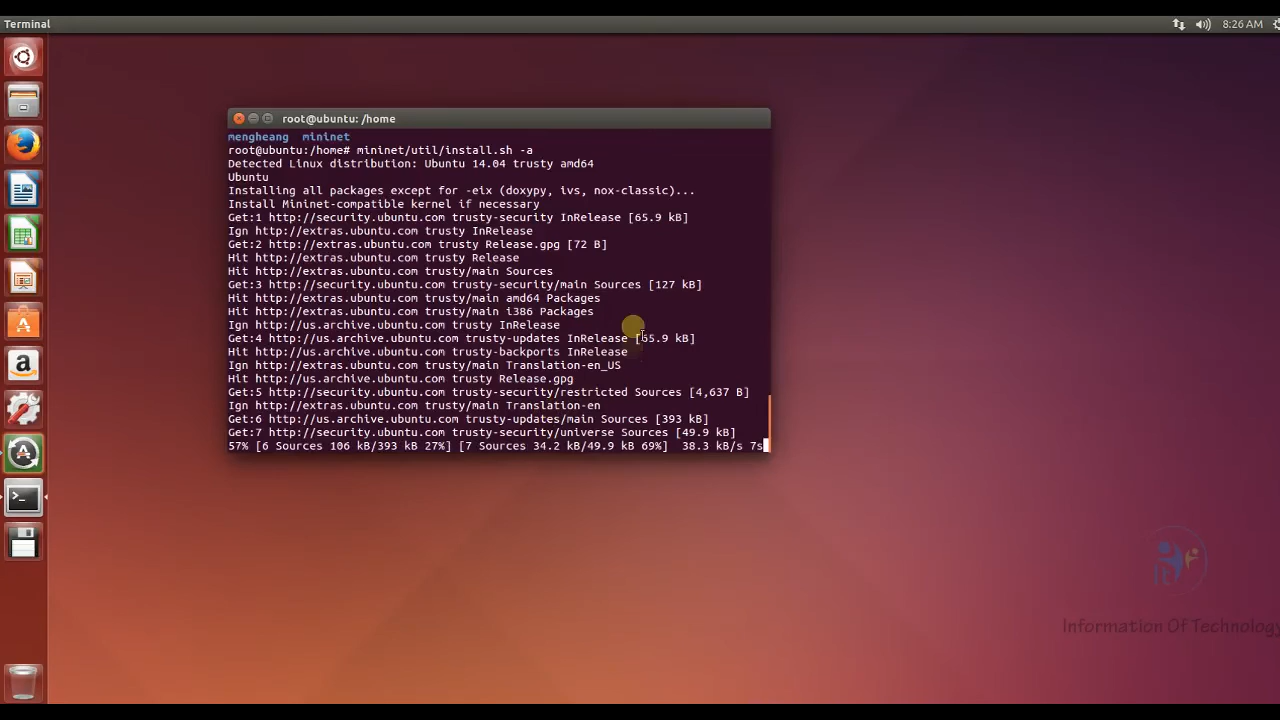 Terminal
8:26 AM
root@ubuntu: /home
mengheang mininet
root@ubuntu:/home# mininet/util/install.sh -a
Detected Linux distribution: Ubuntu 14.04 trusty amd64
Ubuntu
Installing all packages except for -eix (doxypy, ivs, nox-classic)...
Install Mininet-compatible kernel if necessary
Get:1 http://security.ubuntu.com trusty-security InRelease [65.9 kB]
Ign http://extras.ubuntu.com trusty InRelease
Get:2 http://extras.ubuntu.com trusty Release.gpg [72 B]
Hit http://extras.ubuntu.com trusty Release
Hit http://extras.ubuntu.com trusty/main Sources
Get:3 http://security.ubuntu.com trusty-security/main Sources [127 kB]
Hit http://extras.ubuntu.com trusty/main amd64 Packages
Hit http://extras.ubuntu.com trusty/main i386 Packages
Ign http://us.archive.ubuntu.com trusty InRelease
Get:4 http://us.archive.ubuntu.com trusty-updates InRelease [65.9 kB]
Hit http://us.archive.ubuntu.com trusty-backports InRelease
Ign http://extras.ubuntu.com trusty/main Translation-en_US
Hit http://us.archive.ubuntu.com trusty Release.gpg
Get:5 http://security.ubuntu.com trusty-security/restricted Sources [4,637 B]
Ign http://extras.ubuntu.com trusty/main Translation-en
Get:6 http://us.archive.ubuntu.com trusty-updates/main Sources [393 kB]
Get:7 http://security.ubuntu.com trusty-security/universe Sources [49.9 kB]
57% [6 Sources 106 kB/393 kB 27%] [7 Sources 34.2 kB/49.9 kB 69%] 38.3 kB/s 7s
Information Of Technology